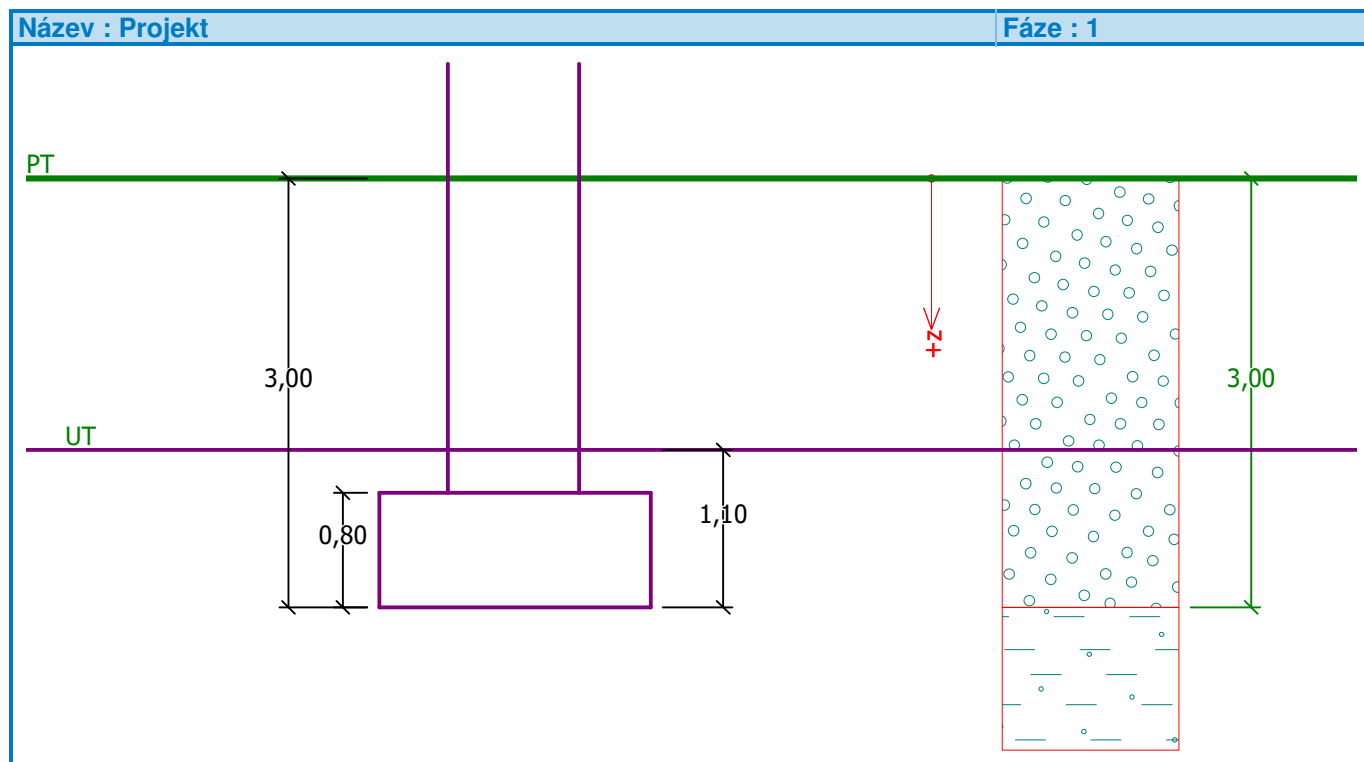 Název : Projekt
Fáze : 1
PT
+z
3,00
3,00
UT
1,10
0,80